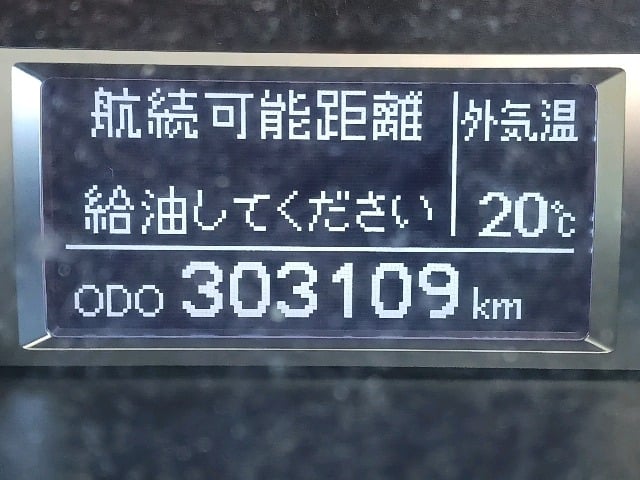 航続可能距離
給油してください
外気温
20℃
ODO 303109 km